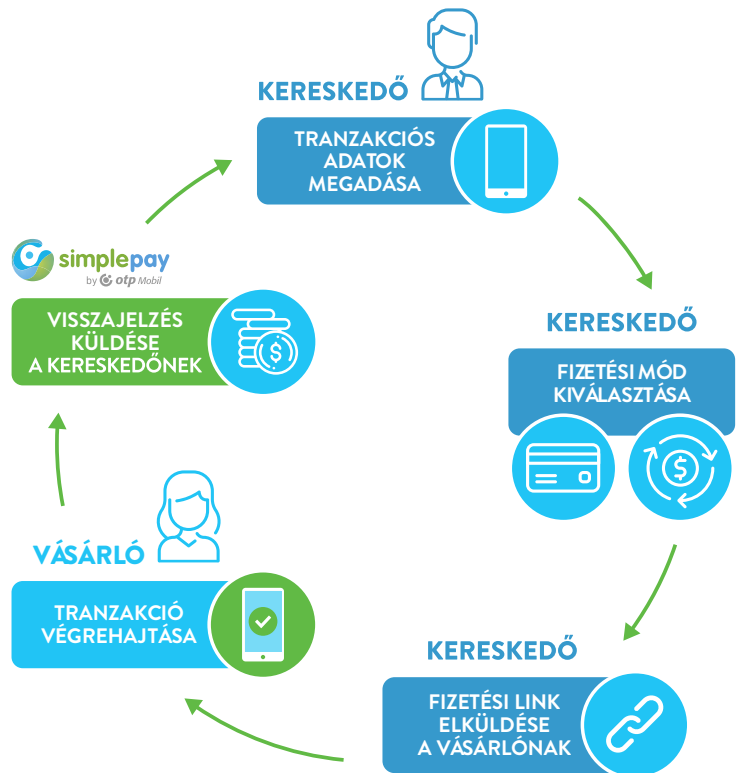 KERESKEDŐ
TRANZAKCIÓS
ADATOK
MEGADÁSA
KERESKEDŐ
FIZETÉSI MÓD
KIVÁLASZTÁSA
$
KERESKEDŐ
FIZETÉSI LINK
ELKÜLDÉSE
A VÁSÁRLÓNAK
VÁSÁRLÓ
TRANZAKCIÓ
VÉGREHAJTÁSA
simplepay
by otp Mobil
VISSZAJELZÉS
KÜLDÉSE
A KERESKEDŐNEK
$